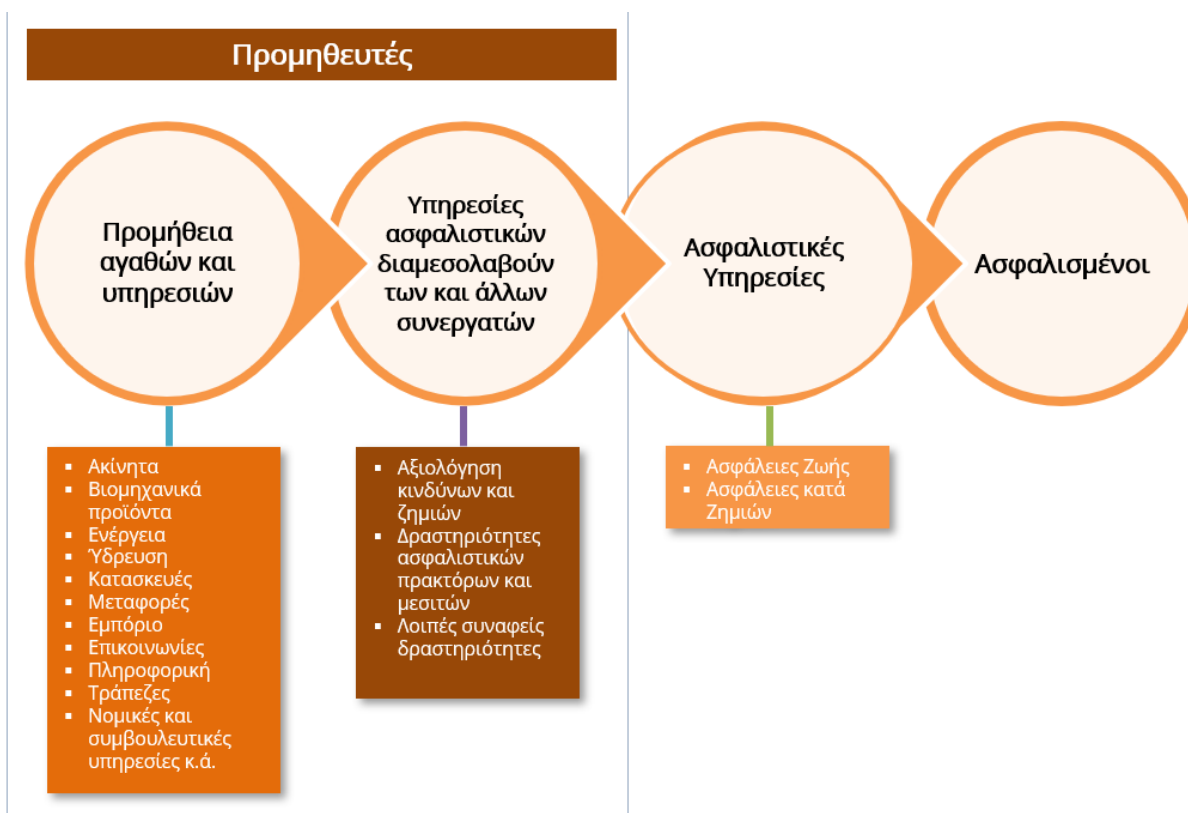 Προμηθευτές
Προμήθεια
αγαθών και
υπηρεσιών
Υπηρεσίες
ασφαλιστικών
διαμεσολαβούν
των και άλλων
συνεργατών
Ασφαλιστικές
Υπηρεσίες
Ασφαλισμένοι
▪ Ακίνητα
▪ Βιομηχανικά
προϊόντα
▪ Ενέργεια
▪ Ύδρευση
▪ Κατασκευές
▪ Μεταφορές
▪ Εμπόριο
▪ Επικοινωνίες
▪ Πληροφορική
▪ Τράπεζες
▪ Νομικές και
συμβουλευτικές
υπηρεσίες κ.ά.
▪ Αξιολόγηση
κινδύνων και
ζημιών
▪ Δραστηριότητες
ασφαλιστικών
πρακτόρων και
μεσιτών
▪ Λοιπές συναφείς
δραστηριότητες
▪ Ασφάλειες Ζωής
▪ Ασφάλειες κατά
Ζημιών